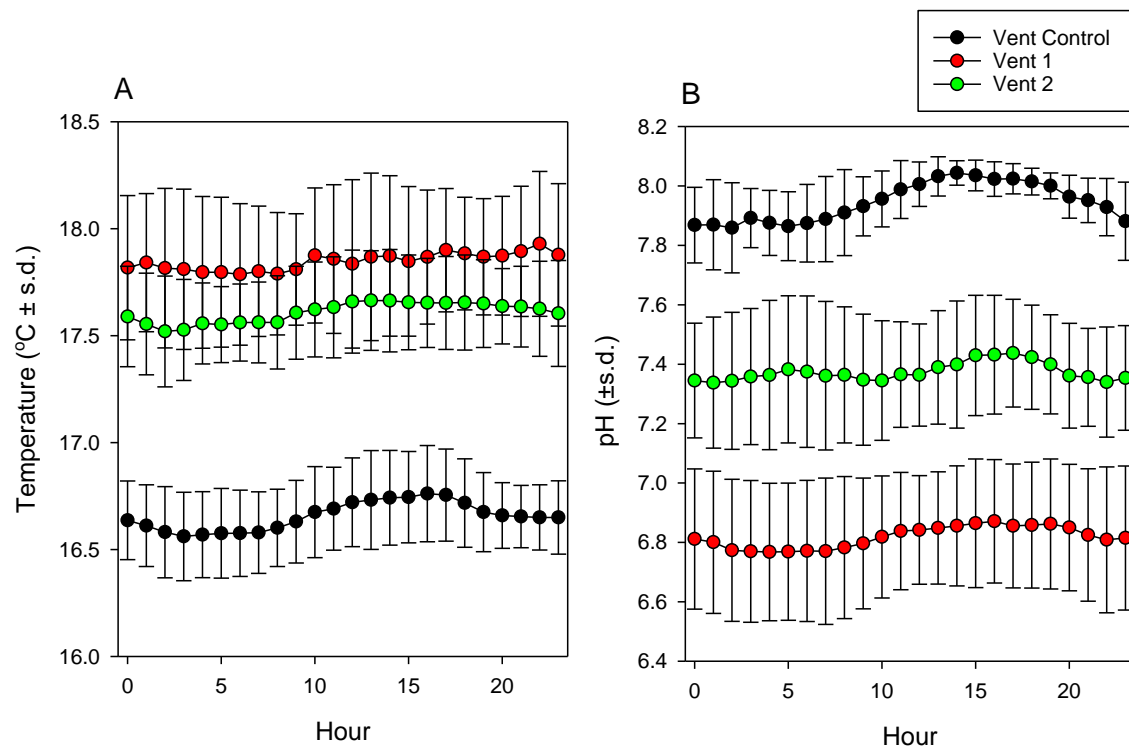 Vent Control
Vent 1
Vent 2
A
B
Temperature (°C ± s.d.)
18.5
18.0
17.5
17.0
16.5
16.0
0 5 10 15 20
Hour
pH (±s.d.)
8.2
8.0
7.8
7.6
7.4
7.2
7.0
6.8
6.6
6.4
0 5 10 15 20
Hour